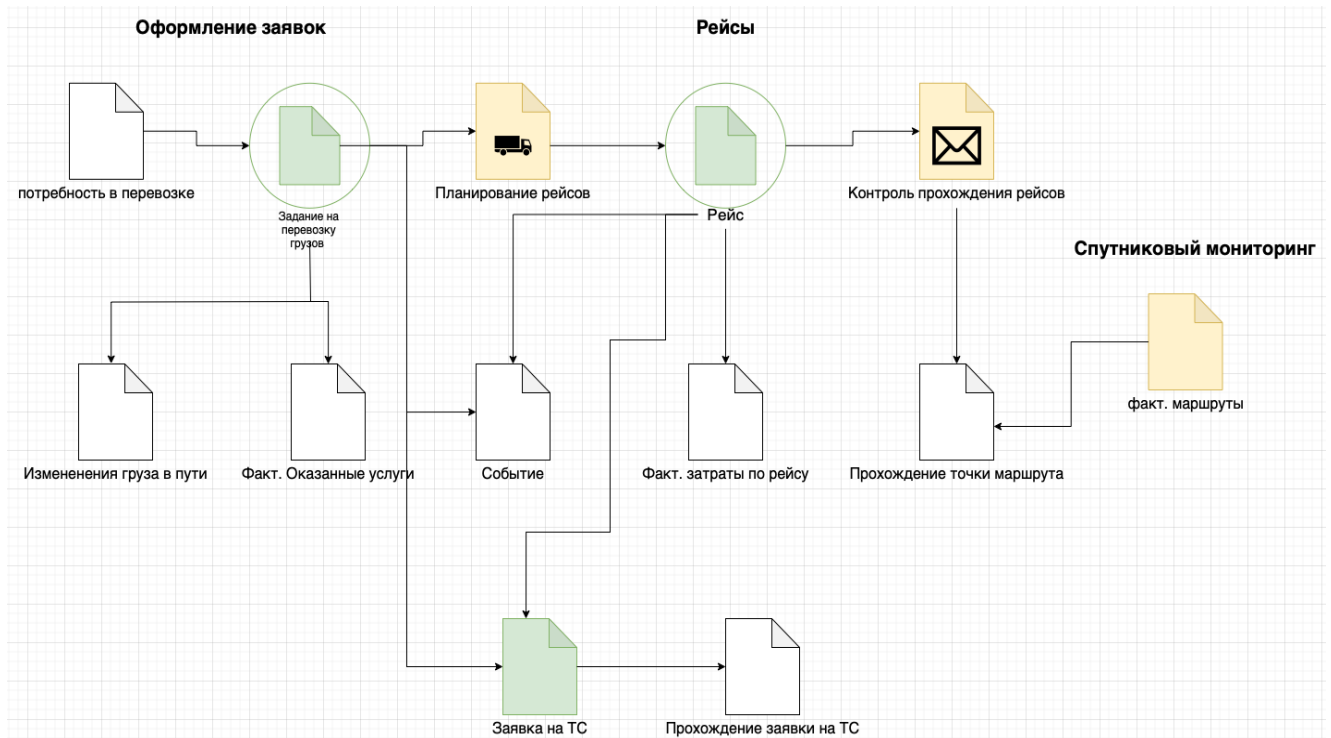 Оформление заявок
Рейсы
потребность в перевозке
Задание на
перевозку
грузов
Планирование рейсов
Рейс
Контроль прохождения рейсов
Спутниковый мониторинг
факт. маршруты
Измененения груза в пути
Факт. Оказанные услуги
Событие
Факт. затраты по рейсу
Прохождение точки маршрута
Заявка на ТС
Прохождение заявки на ТС